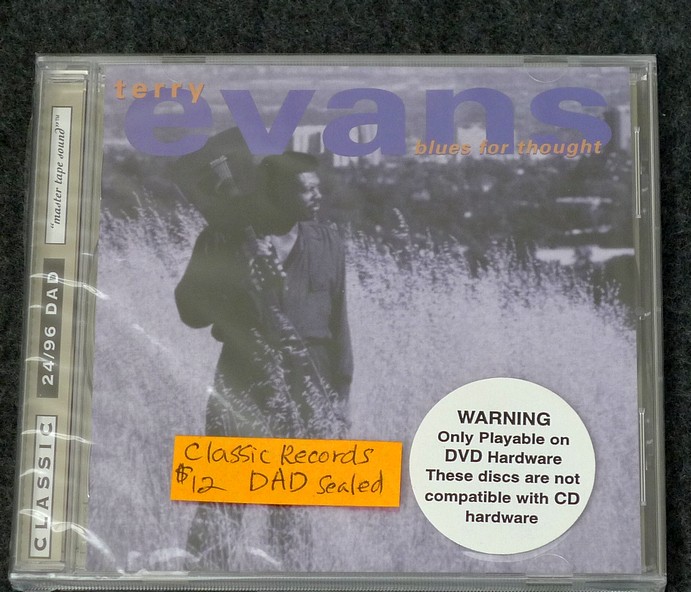 terry
evans
blues for thought
"master tape sound"™
24/96 DAD
CLASSIC
Classic Records
$12 DAD sealed
WARNING
Only Playable on
DVD Hardware
These discs are not
compatible with CD
hardware